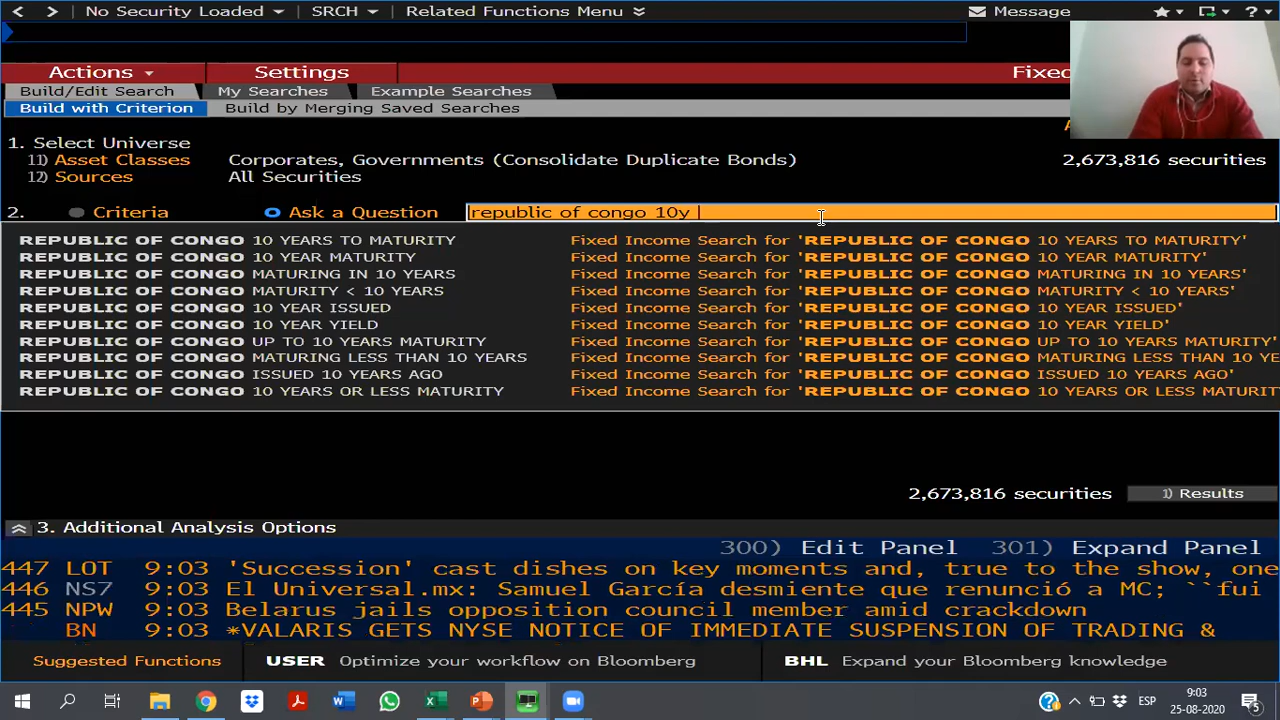 No Security Loaded SRCH Related Functions Menu Message ?
Actions Settings Fixed
Build/Edit Search My Searches Example Searches
Build with Criterion Build by Merging Saved Searches
1. Select Universe
11) Asset Classes Corporates, Governments (Consolidate Duplicate Bonds) 2,673,816 securities
12) Sources All Securities
2. Criteria Ask a Question republic of congo 10y
REPUBLIC OF CONGO 10 YEARS TO MATURITY Fixed Income Search for 'REPUBLIC OF CONGO 10 YEARS TO MATURITY'
REPUBLIC OF CONGO 10 YEAR MATURITY Fixed Income Search for 'REPUBLIC OF CONGO 10 YEAR MATURITY'
REPUBLIC OF CONGO MATURING IN 10 YEARS Fixed Income Search for 'REPUBLIC OF CONGO MATURING IN 10 YEARS'
REPUBLIC OF CONGO MATURITY < 10 YEARS Fixed Income Search for 'REPUBLIC OF CONGO MATURITY < 10 YEARS'
REPUBLIC OF CONGO 10 YEAR ISSUED Fixed Income Search for 'REPUBLIC OF CONGO 10 YEAR ISSUED'
REPUBLIC OF CONGO 10 YEAR YIELD Fixed Income Search for 'REPUBLIC OF CONGO 10 YEAR YIELD'
REPUBLIC OF CONGO UP TO 10 YEARS MATURITY Fixed Income Search for 'REPUBLIC OF CONGO UP TO 10 YEARS MATURITY'
REPUBLIC OF CONGO MATURING LESS THAN 10 YEARS Fixed Income Search for 'REPUBLIC OF CONGO MATURING LESS THAN 10 YE
REPUBLIC OF CONGO ISSUED 10 YEARS AGO Fixed Income Search for 'REPUBLIC OF CONGO ISSUED 10 YEARS AGO'
REPUBLIC OF CONGO 10 YEARS OR LESS MATURITY Fixed Income Search for 'REPUBLIC OF CONGO 10 YEARS OR LESS MATURIT
2,673,816 securities 1) Results
3. Additional Analysis Options
300) Edit Panel 301) Expand Panel
447 LOT 9:03 'Succession' cast dishes on key moments and, true to the show, one
446 NS7 9:03 El Universal.mx: Samuel García desmiente que renunció a MC; ``fui
445 NPW 9:03 Belarus jails opposition council member amid crackdown
BN 9:03 *VALARIS GETS NYSE NOTICE OF IMMEDIATE SUSPENSION OF TRADING &
Suggested Functions USER Optimize your workflow on Bloomberg BHL Expand your Bloomberg knowledge
ESP 9:03
25-08-2020 5